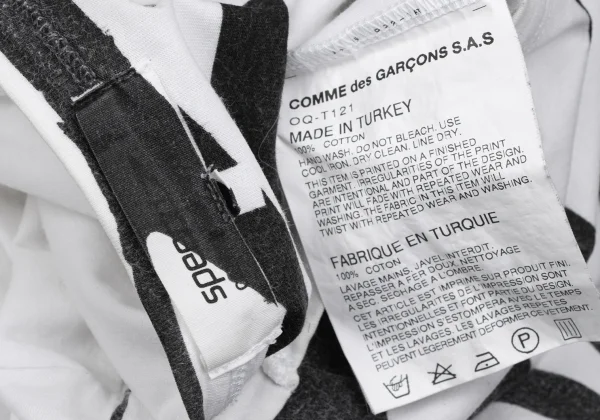 COMME des GARÇONS S.A.S
OQ-T121
MADE IN TURKEY
100% COTTON
HAND WASH. DO NOT BLEACH. USE
COOL IRON. DRY CLEAN. LINE DRY.
THIS ITEM IS PRINTED ON A FINISHED
GARMENT. IRREGULARITIES OF THE PRINT
ARE INTENTIONAL AND PART OF THE DESIGN.
PRINT WILL FADE WITH REPEATED WEAR AND
WASHING. THE FABRIC IN THIS ITEM WILL
TWIST WITH REPEATED WEAR AND WASHING.
FABRIQUE EN TURQUIE
100% COTON
LAVAGE MAINS, JAVEL INTERDIT.
REPASSER A FER DOUX. NETTOYAGE
A SEC. SECHAGE A L'OMBRE.
CET ARTICLE EST IMPRIME SUR PRODUIT FINI.
LES IRREGULARITES DE L'IMPRESSION SONT
INTENTIONNELLES ET FONT PARTIE DU DESIGN.
L'IMPRESSION S'ESTOMPERA AVEC LE TEMPS
ET LES LAVAGES REPETES
PEUVENT LEGEREMENT DEFORMER CE VETEMENT.
P
spee